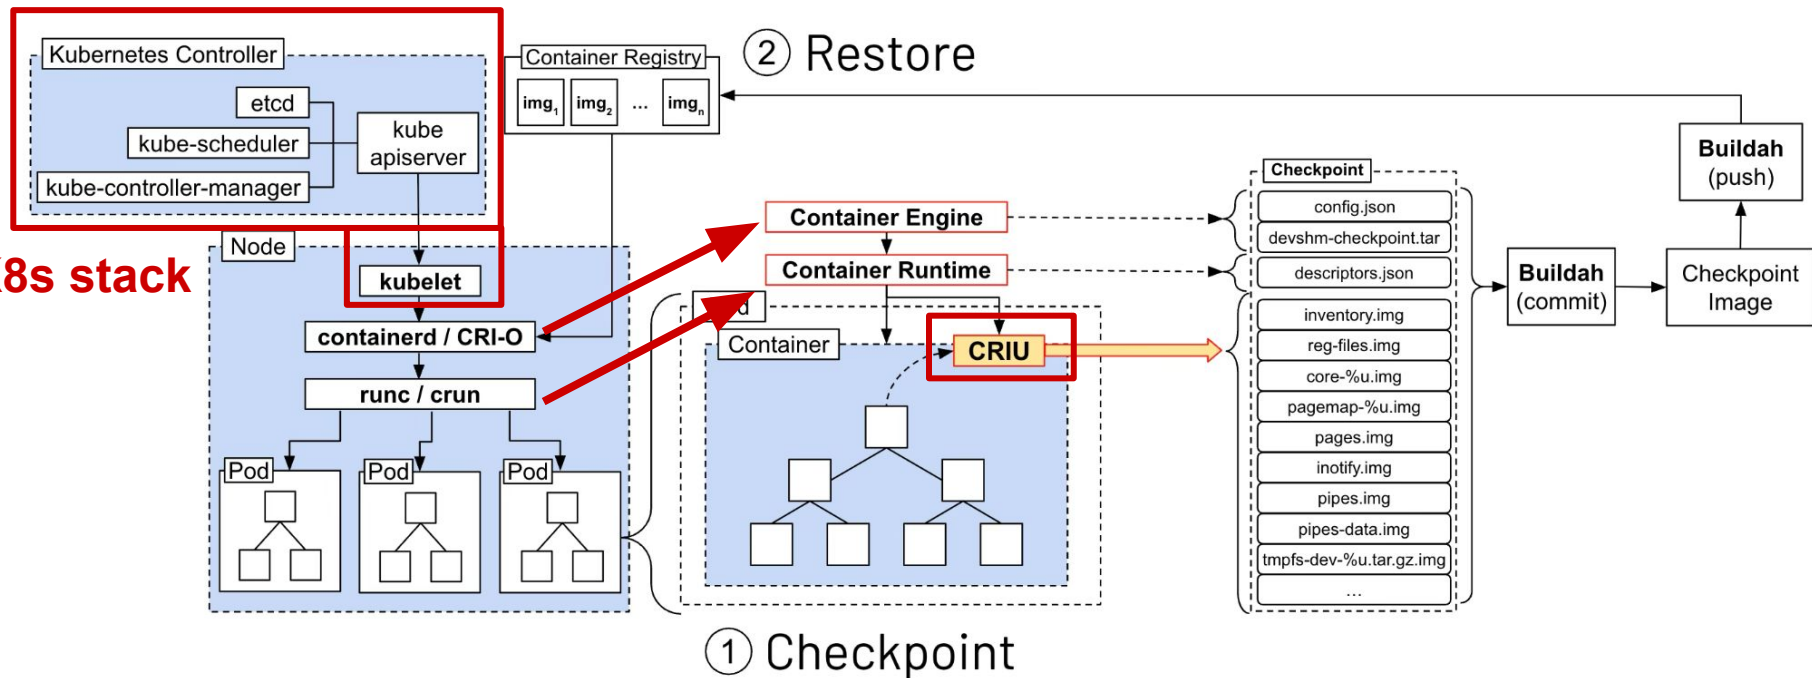 Kubernetes Controller
etcd
kube-scheduler
kube-controller-manager
kube
apiserver
Container Registry
img1
img2
...
imgn
② Restore
8s stack
Node
kubelet
containerd / CRI-O
runc / crun
Pod
Pod
Pod
Container Engine
Container Runtime
Container
CRIU
① Checkpoint
Checkpoint
config.json
devshm-checkpoint.tar
descriptors.json
inventory.img
reg-files.img
core-%u.img
pagemap-%u.img
pages.img
inotify.img
pipes.img
pipes-data.img
tmpfs-dev-%u.tar.gz.img
...
Buildah
(commit)
Checkpoint
Image
Buildah
(push)